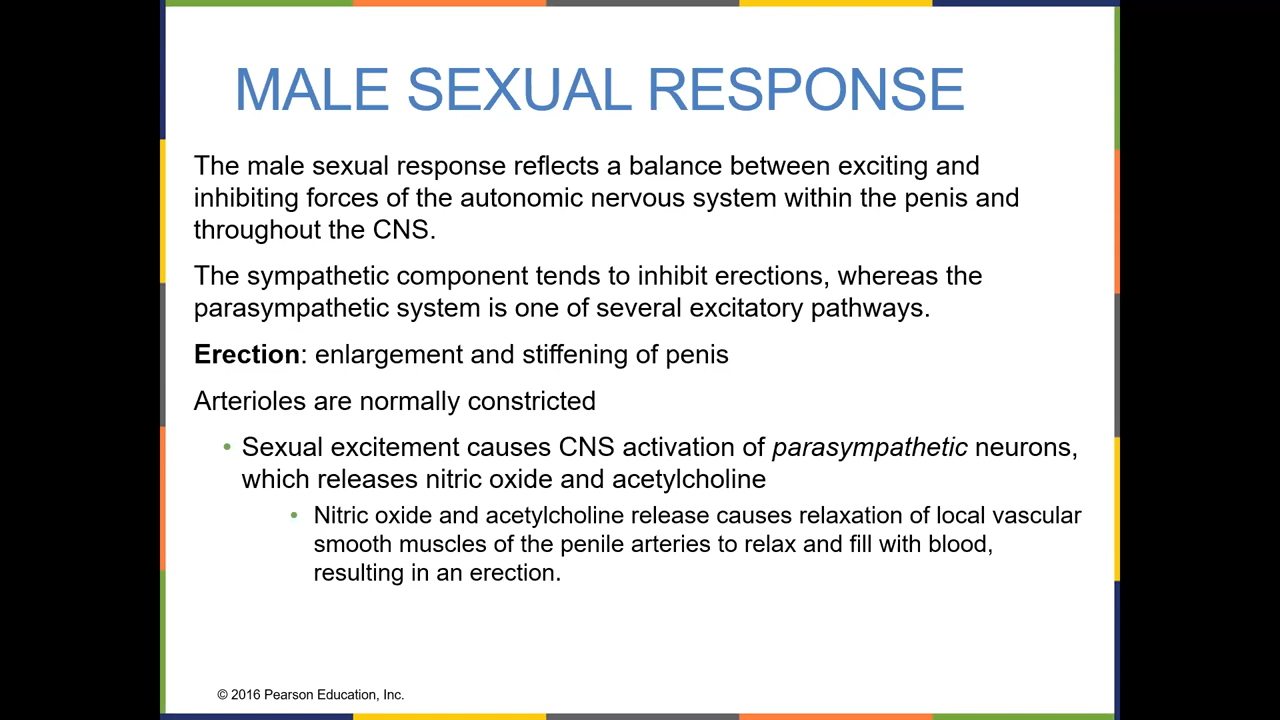 MALE SEXUAL RESPONSE
The male sexual response reflects a balance between exciting and
inhibiting forces of the autonomic nervous system within the penis and
throughout the CNS.
The sympathetic component tends to inhibit erections, whereas the
parasympathetic system is one of several excitatory pathways.
Erection: enlargement and stiffening of penis
Arterioles are normally constricted
• Sexual excitement causes CNS activation of parasympathetic neurons,
which releases nitric oxide and acetylcholine
• Nitric oxide and acetylcholine release causes relaxation of local vascular
smooth muscles of the penile arteries to relax and fill with blood,
resulting in an erection.
© 2016 Pearson Education, Inc.